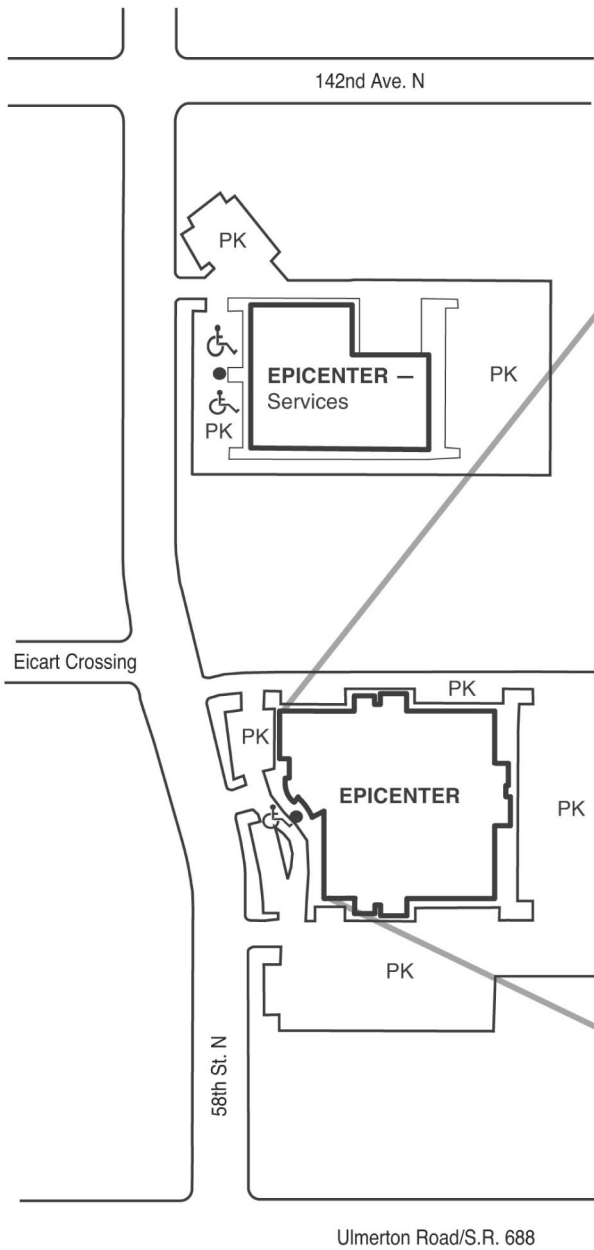 142nd Ave. N
PK
EPICENTER —
Services
PK
PK
Eicart Crossing
PK
PK
EPICENTER
PK
PK
58th St. N
Ulmerton Road/S.R. 688